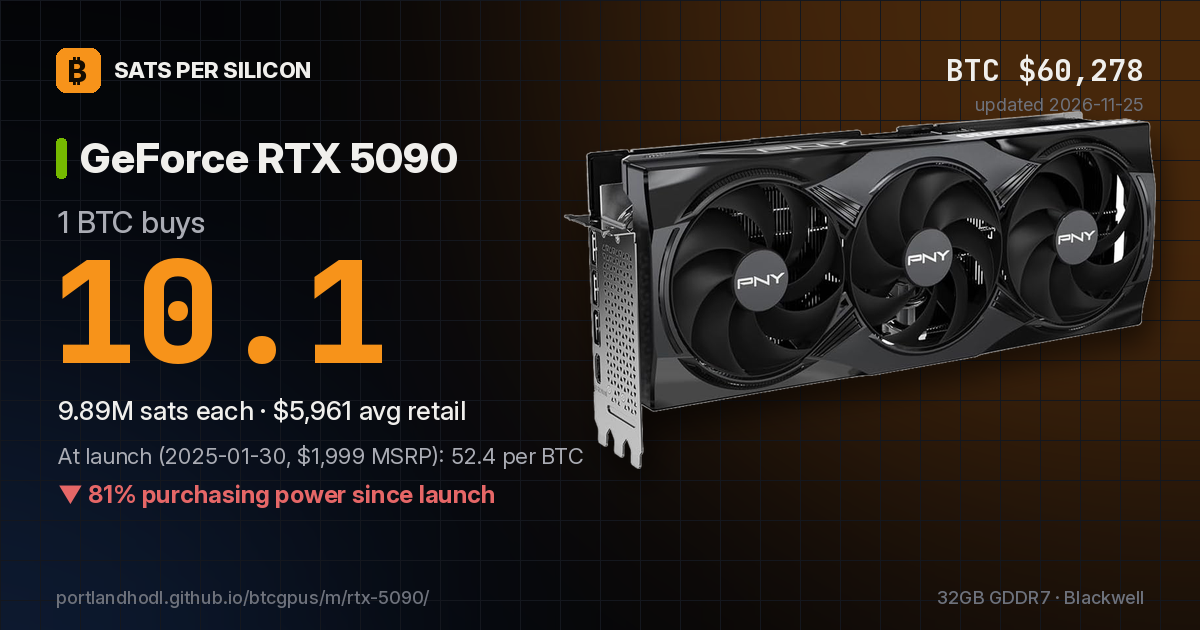 SATS PER SILICON
BTC $60,278
updated 2026-11-25
GeForce RTX 5090
1 BTC buys
10.1
9.89M sats each · $5,961 avg retail
At launch (2025-01-30, $1,999 MSRP): 52.4 per BTC
▼ 81% purchasing power since launch
PNY
PNY
PNY
portlandhodl.github.io/btcgpus/m/rtx-5090/
32GB GDDR7 · Blackwell